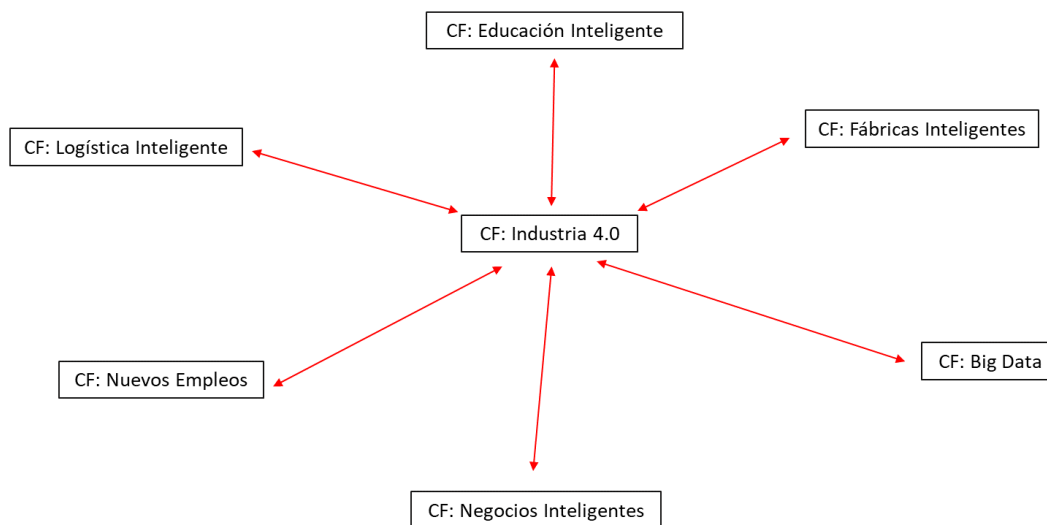 CF: Educación Inteligente
CF: Fábricas Inteligentes
CF: Logística Inteligente
CF: Industria 4.0
CF: Big Data
CF: Nuevos Empleos
CF: Negocios Inteligentes